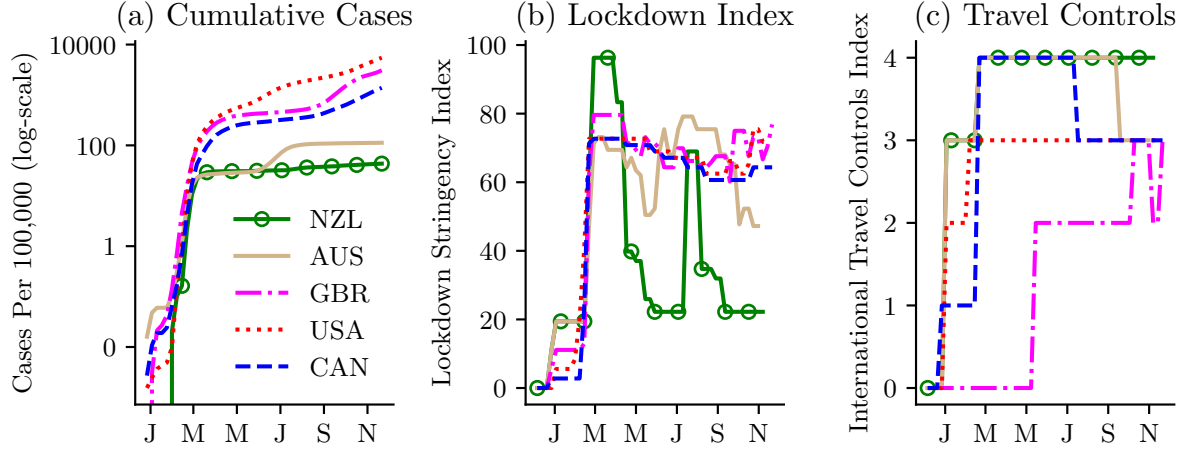 (a) Cumulative Cases
Cases Per 100,000 (log-scale)
10000
100
1
0
J M M J S N
NZL
AUS
GBR
USA
CAN
(b) Lockdown Index
Lockdown Stringency Index
100
80
60
40
20
0
J M M J S N
(c) Travel Controls
International Travel Controls Index
4
3
2
1
0
J M M J S N